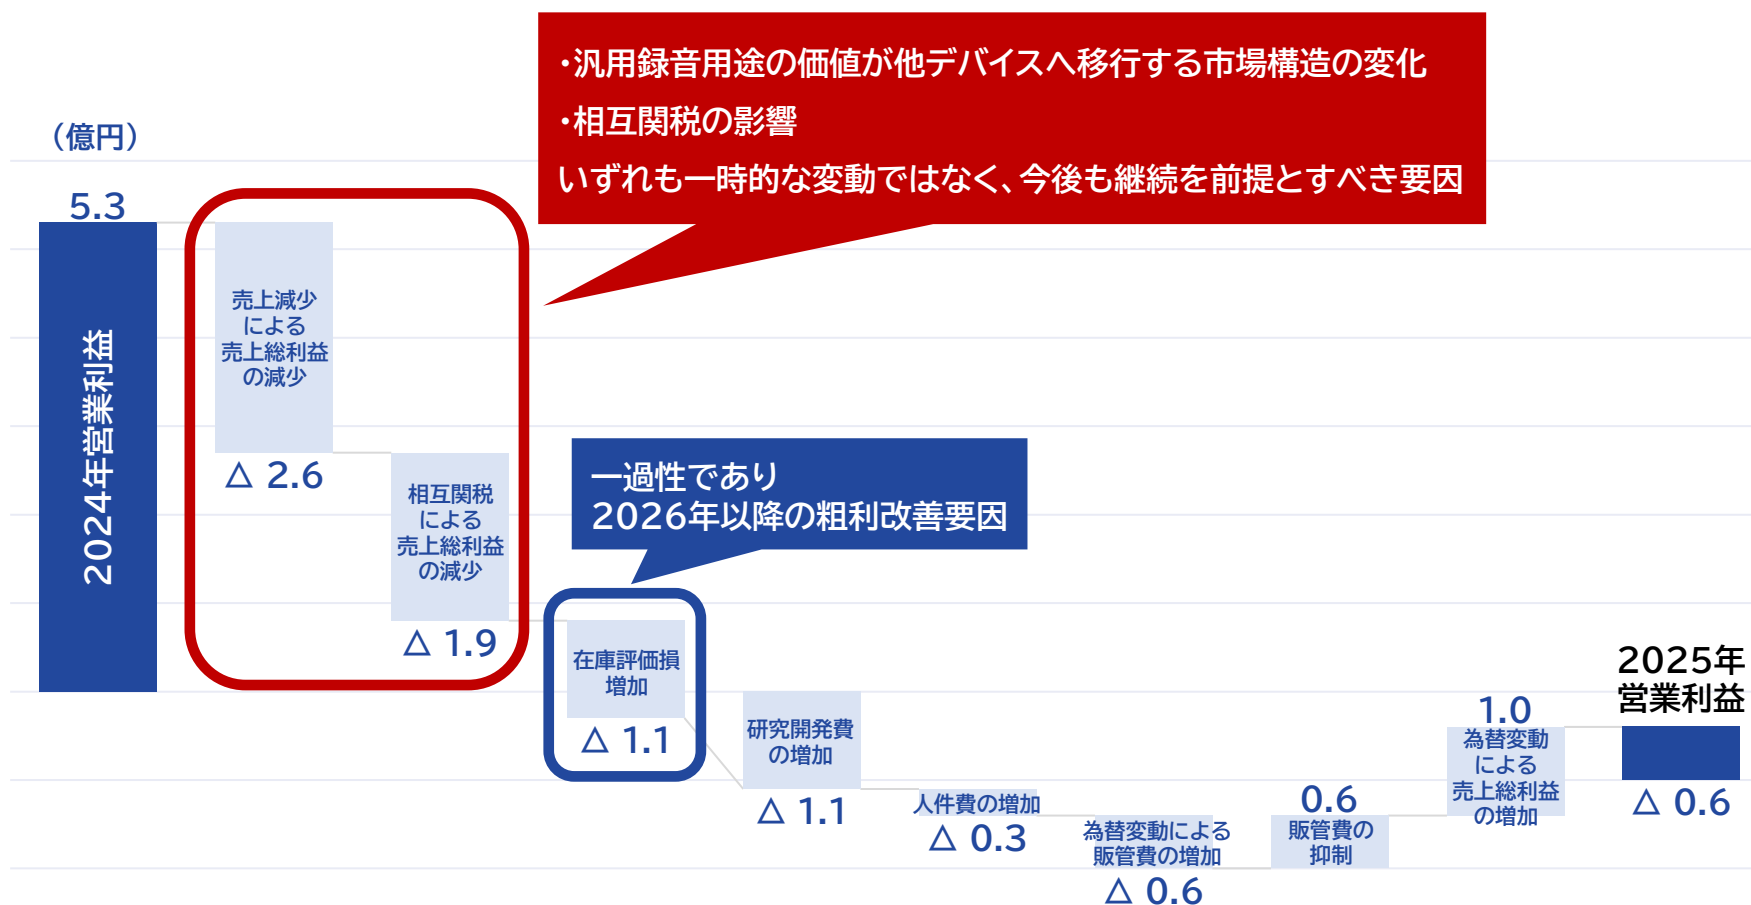 ・汎用録音用途の価値が他デバイスへ移行する市場構造の変化
・相互関税の影響
いずれも一時的な変動ではなく、今後も継続を前提とすべき要因
（億円）
5.3
2024年営業利益
売上減少
による
売上総利益
の減少
△ 2.6
相互関税
による
売上総利益
の減少
△ 1.9
一過性であり
2026年以降の粗利改善要因
在庫評価損
増加
△ 1.1
研究開発費
の増加
△ 1.1
人件費の増加
△ 0.3
為替変動による
販管費の増加
△ 0.6
0.6
販管費の
抑制
1.0
為替変動
による
売上総利益
の増加
2025年
営業利益
△ 0.6